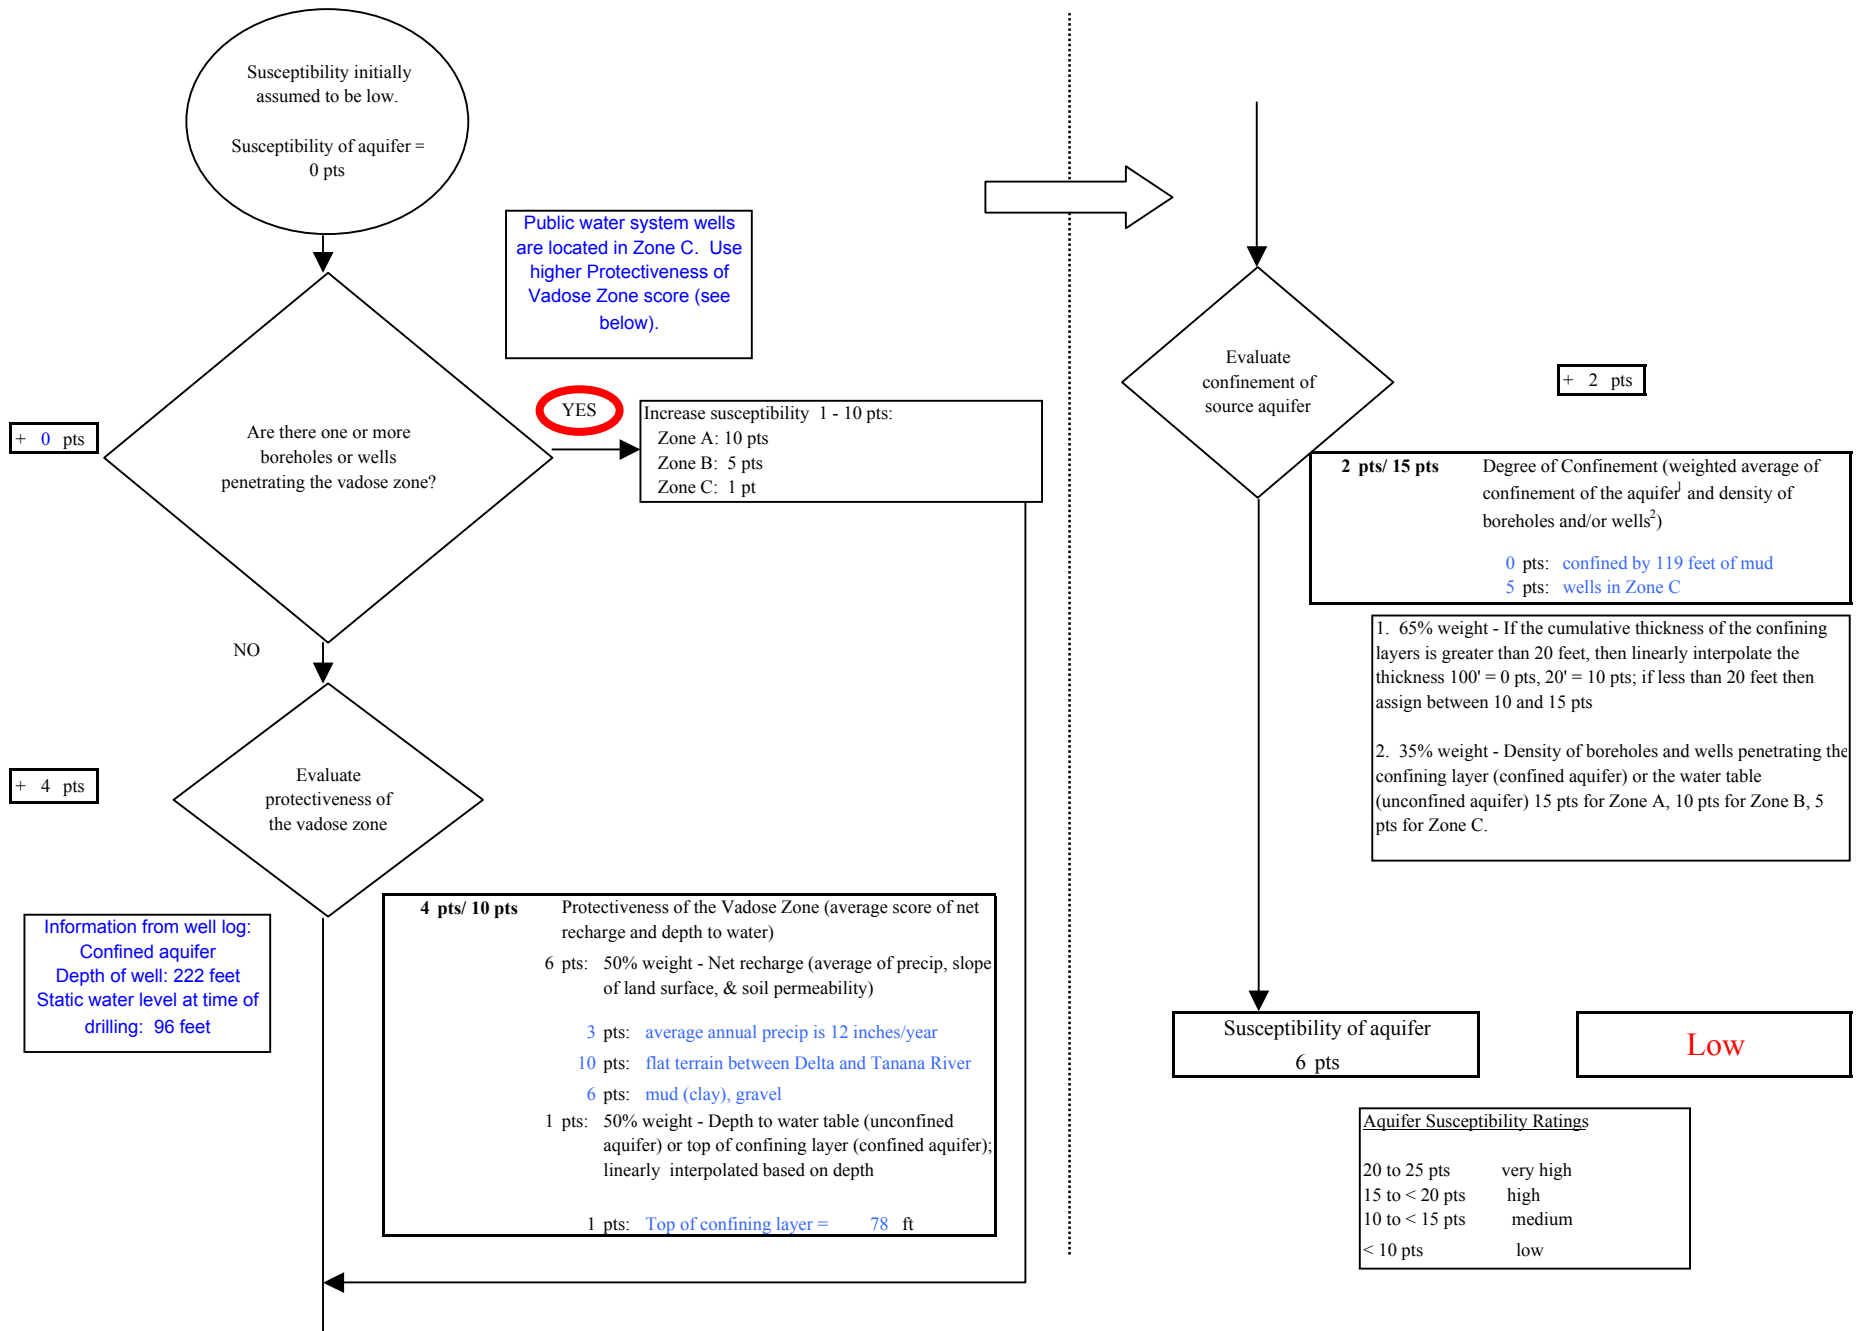 Susceptibility initially
assumed to be low.
Susceptibility of aquifer =
0 pts
Public water system wells
are located in Zone C.  Use
higher Protectiveness of
Vadose Zone score (see
below).
YES
+ 0 pts
Are there one or more
boreholes or wells
penetrating the vadose zone?
Increase susceptibility  1 - 10 pts:
Zone A: 10 pts
Zone B:  5 pts
Zone C:  1 pt
NO
+ 4 pts
Evaluate
protectiveness of
the vadose zone
Information from well log:
Confined aquifer
Depth of well: 222 feet
Static water level at time of
drilling:  96 feet
4 pts/ 10 pts Protectiveness of the Vadose Zone (average score of net
recharge and depth to water)
6 pts: 50% weight - Net recharge (average of precip, slope
of land surface, & soil permeability)
3 pts: average annual precip is 12 inches/year
10 pts: flat terrain between Delta and Tanana River
6 pts: mud (clay), gravel
1 pts: 50% weight - Depth to water table (unconfined
aquifer) or top of confining layer (confined aquifer);
linearly  interpolated based on depth
1 pts: Top of confining layer = 78 ft
Evaluate
confinement of
source aquifer
+ 2 pts
2 pts/ 15 pts Degree of Confinement (weighted average of
confinement of the aquifer1 and density of
boreholes and/or wells2)
0 pts: confined by 119 feet of mud
5 pts: wells in Zone C
1.  65% weight - If the cumulative thickness of the confining
layers is greater than 20 feet, then linearly interpolate the
thickness 100' = 0 pts, 20' = 10 pts; if less than 20 feet then
assign between 10 and 15 pts
2.  35% weight - Density of boreholes and wells penetrating the
confining layer (confined aquifer) or the water table
(unconfined aquifer) 15 pts for Zone A, 10 pts for Zone B, 5
pts for Zone C.
Susceptibility of aquifer
6 pts
Low
Aquifer Susceptibility Ratings
20 to 25 pts very high
15 to < 20 pts high
10 to < 15 pts medium
< 10 pts low